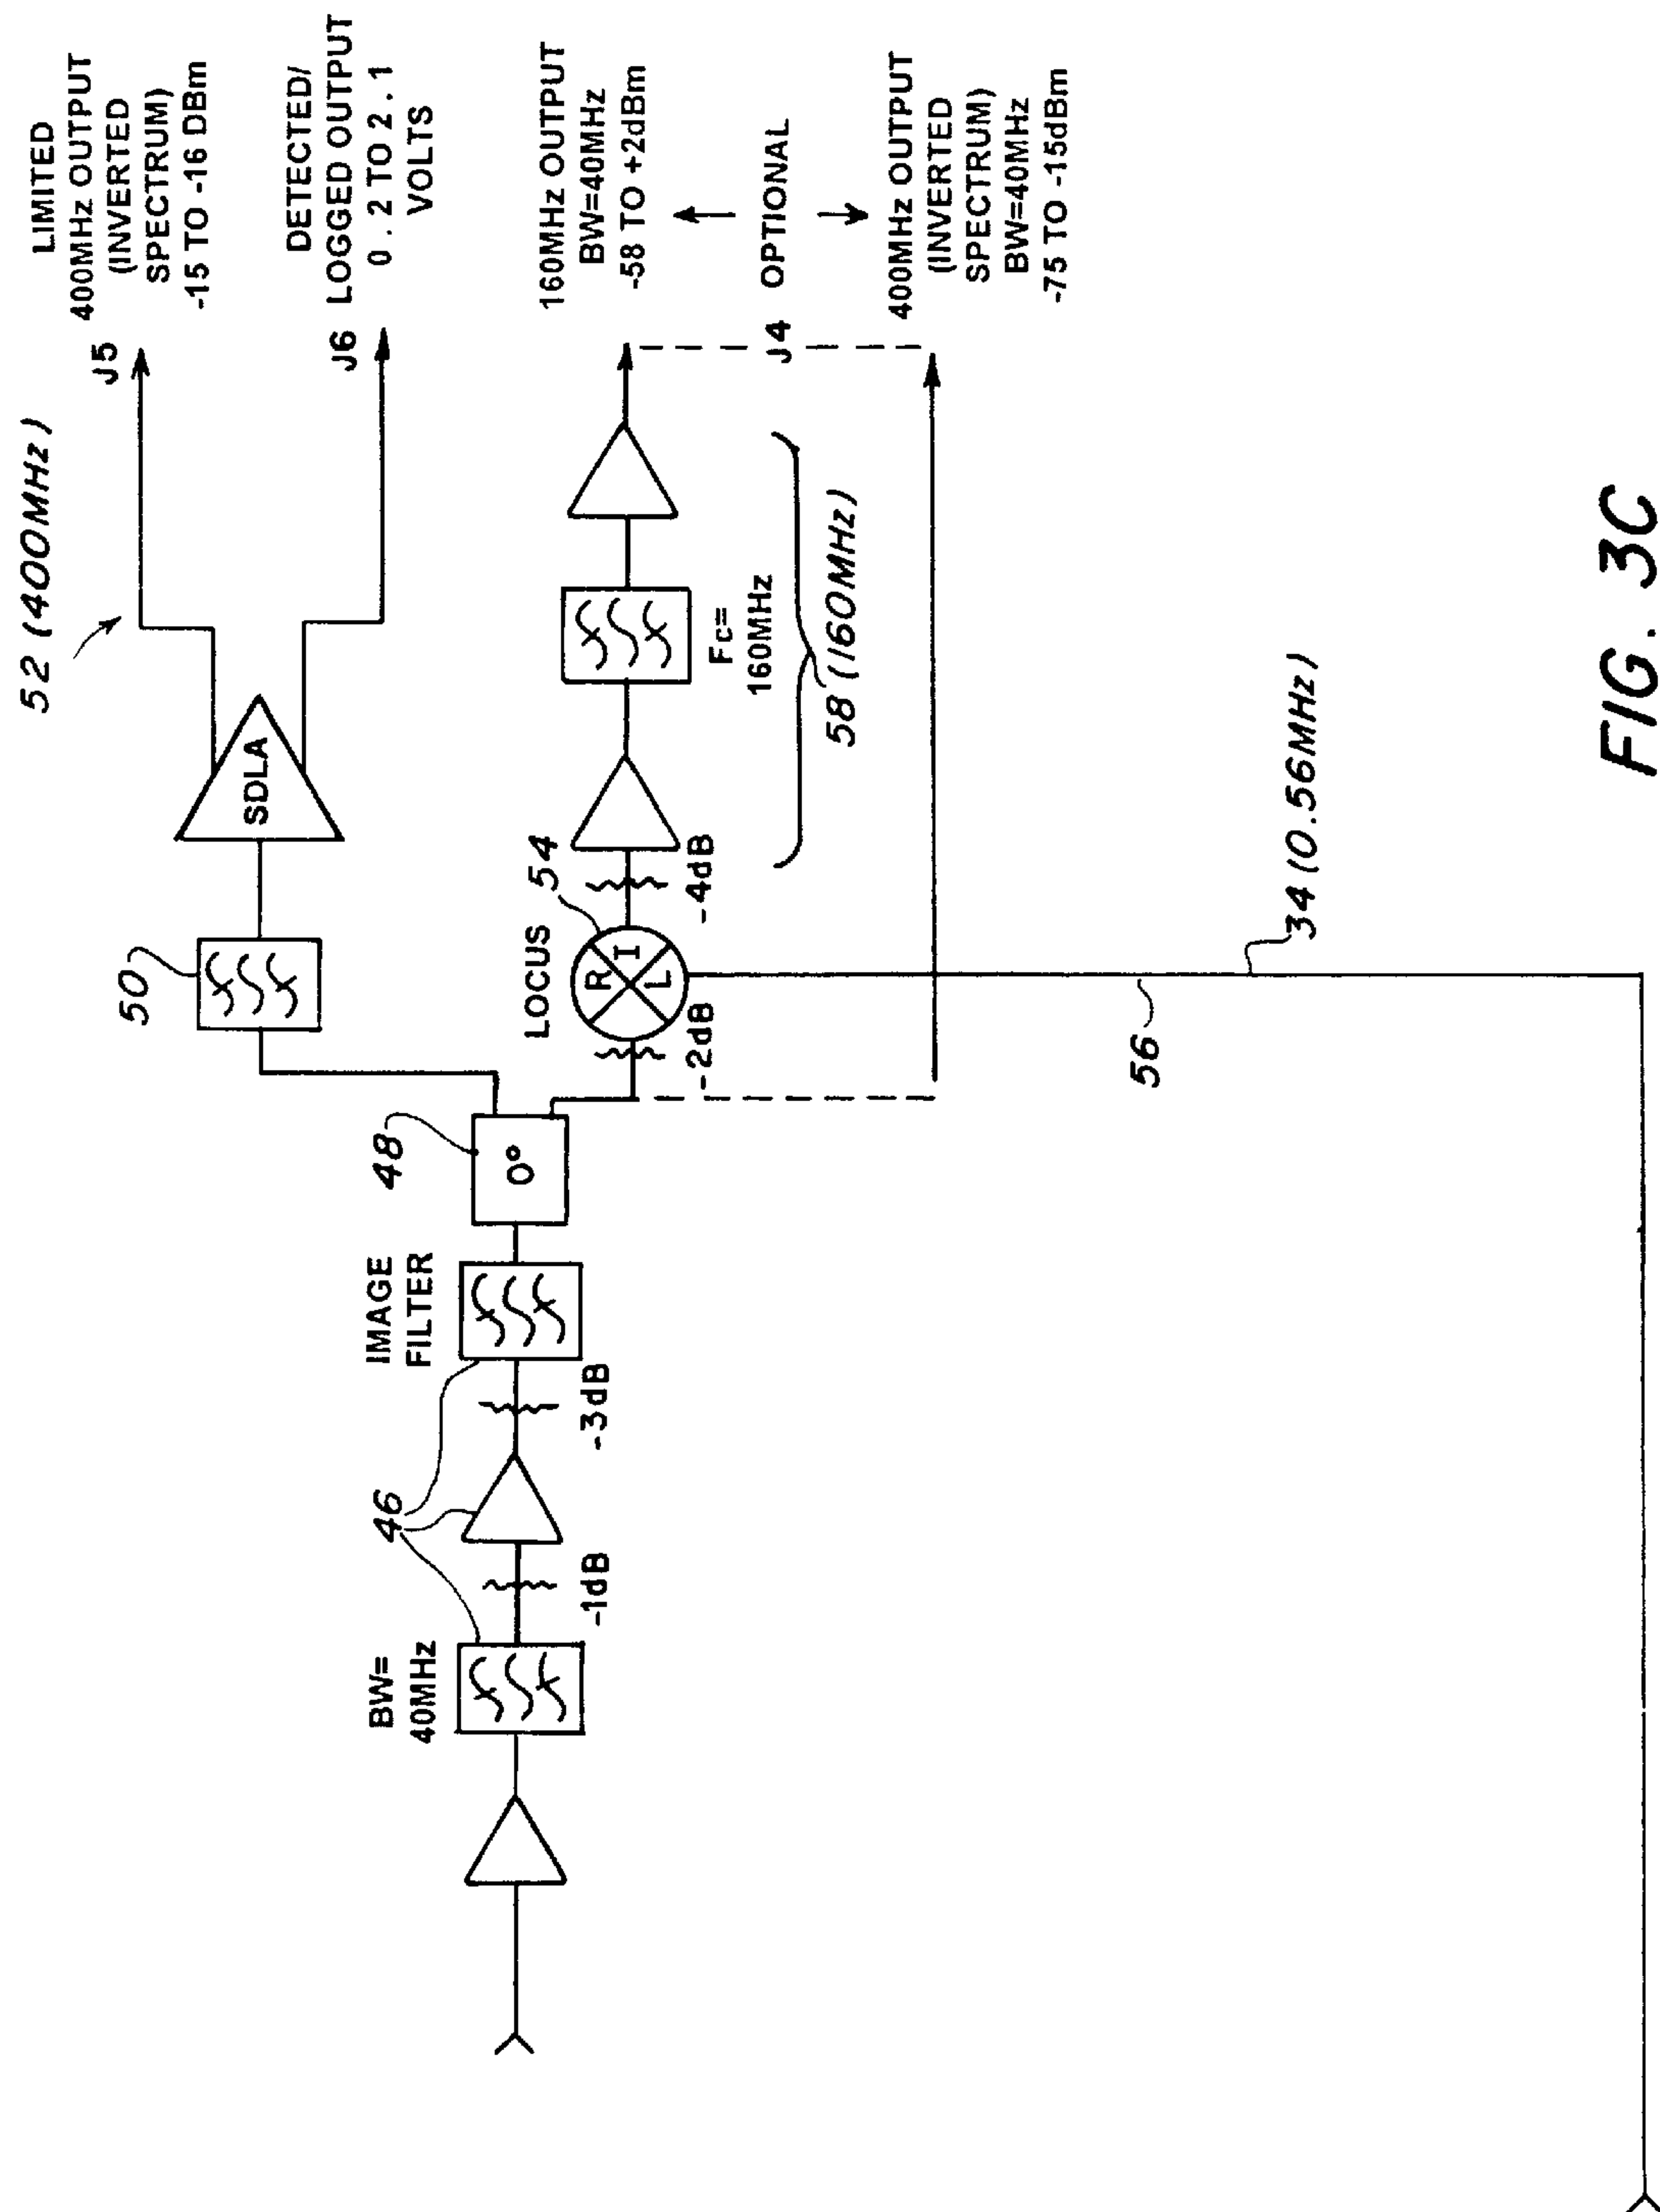 52 (400MHz)
LIMITED
400MHz OUTPUT
(INVERTED
SPECTRUM)
-15 TO -16 DBm
J5
DETECTED/
LOGGED OUTPUT
0.2 TO 2.1
VOLTS
J6
SDLA
50
160MHz OUTPUT
BW=40MHz
-58 TO +2dBm
OPTIONAL
J4
400MHz OUTPUT
(INVERTED
SPECTRUM)
BW=40MHz
-75 TO -15dBm
BW=
40MHz
46
-1dB
-3dB
IMAGE
FILTER
48
0°
LOCUS
54
R
I
L
-2dB
-4dB
Fc=
160MHz
58 (160MHz)
56
34 (0.56MHz)
FIG. 3C